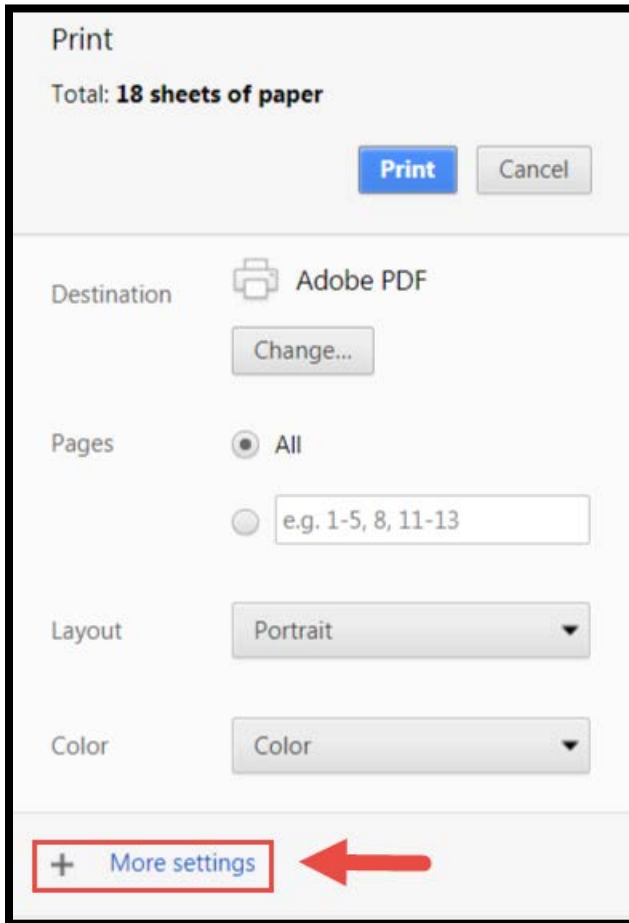 Print
Total: 18 sheets of paper
Print Cancel
Destination Adobe PDF
Change...
Pages All
e.g. 1-5, 8, 11-13
Layout Portrait
Color Color
+ More settings